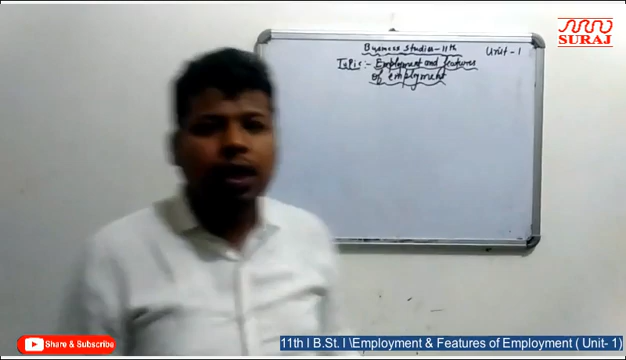 SURAJ
Business Studies - 11th
Unit - 1
Topic :- Employment and features
of employment
Share & Subscribe
11th l B.St. l \Employment & Features of Employment ( Unit- 1)